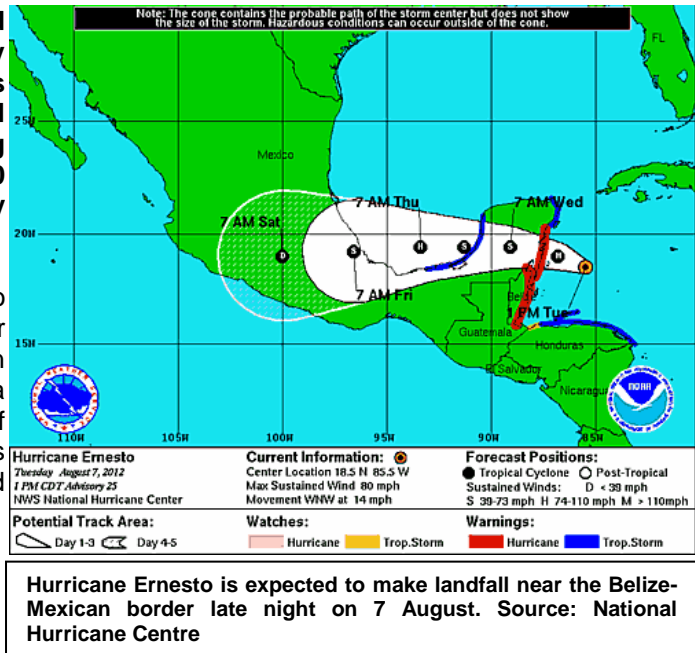 Note: The cone contains the probable path of the storm center but does not show
the size of the storm. Hazardous conditions can occur outside of the cone.
FL
25N
Mexico
7 AM Thu
7 AM Wed
7 AM Sat
20N
D
S
H
S
S
H
7 AM Fri
Belize
1 PM Tue
Guatemala
Honduras
15N
El Salvador
Nicaragua
NOAA
110W
105W
100W
95W
90W
85W
Hurricane Ernesto
Tuesday August 7, 2012
1 PM CDT Advisory 25
NWS National Hurricane Center
Current Information:
Center Location 18.5 N 85.5 W
Max Sustained Wind 80 mph
Movement WNW at 14 mph
Forecast Positions:
Tropical Cyclone Post-Tropical
Sustained Winds: D < 39 mph
S 39-73 mph H 74-110 mph M > 110mph
Potential Track Area:
Day 1-3 Day 4-5
Watches:
Hurricane Trop.Storm
Warnings:
Hurricane Trop.Storm
Hurricane Ernesto is expected to make landfall near the Belize-
Mexican border late night on 7 August. Source: National
Hurricane Centre